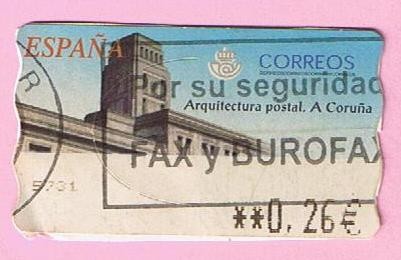 ESPAÑA
CORREOS
Por su seguridad
Arquitectura postal. A Coruña
FAX y BUROFAX
5731
**0,26€